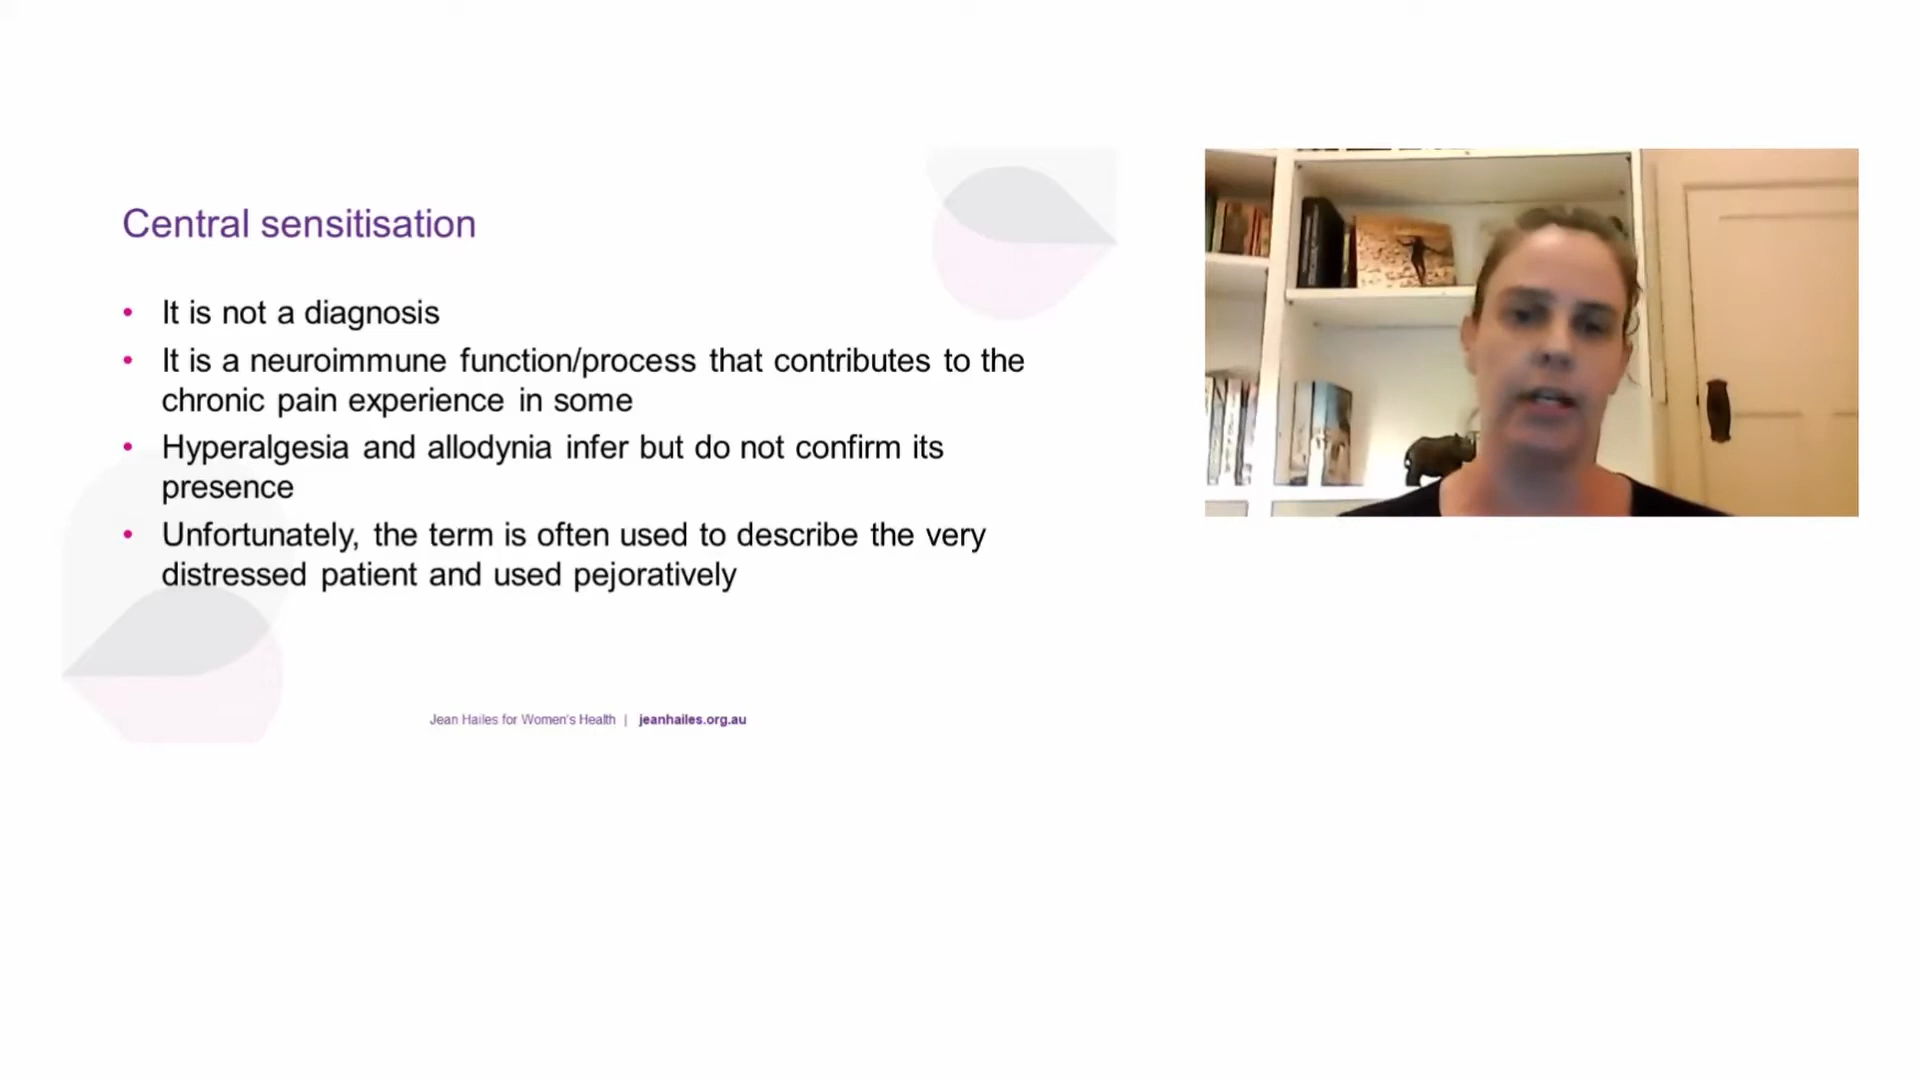 Central sensitisation
• It is not a diagnosis
• It is a neuroimmune function/process that contributes to the
chronic pain experience in some
• Hyperalgesia and allodynia infer but do not confirm its
presence
• Unfortunately, the term is often used to describe the very
distressed patient and used pejoratively
Jean Hailes for Women's Health | jeanhailes.org.au